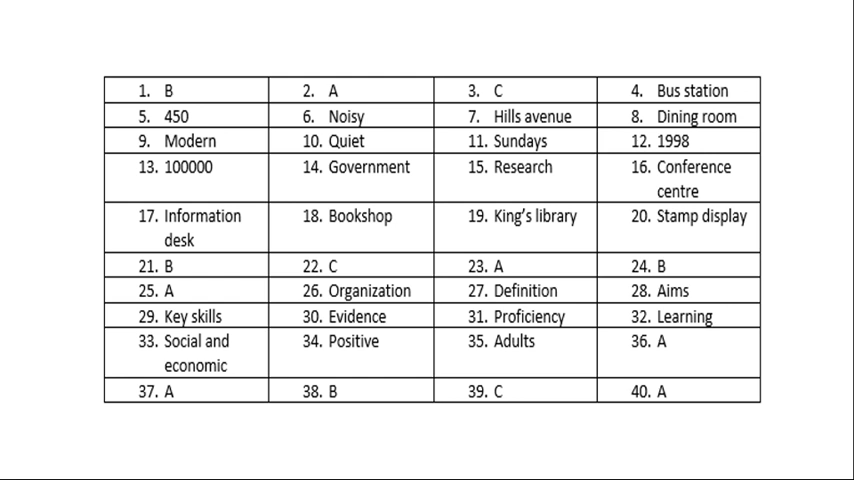 1. B 2. A 3. C 4. Bus station
5. 450 6. Noisy 7. Hills avenue 8. Dining room
9. Modern 10. Quiet 11. Sundays 12. 1998
13. 100000 14. Government 15. Research 16. Conference
centre
17. Information 18. Bookshop 19. King's library 20. Stamp display
desk
21. B 22. C 23. A 24. B
25. A 26. Organization 27. Definition 28. Aims
29. Key skills 30. Evidence 31. Proficiency 32. Learning
33. Social and 34. Positive 35. Adults 36. A
economic
37. A 38. B 39. C 40. A